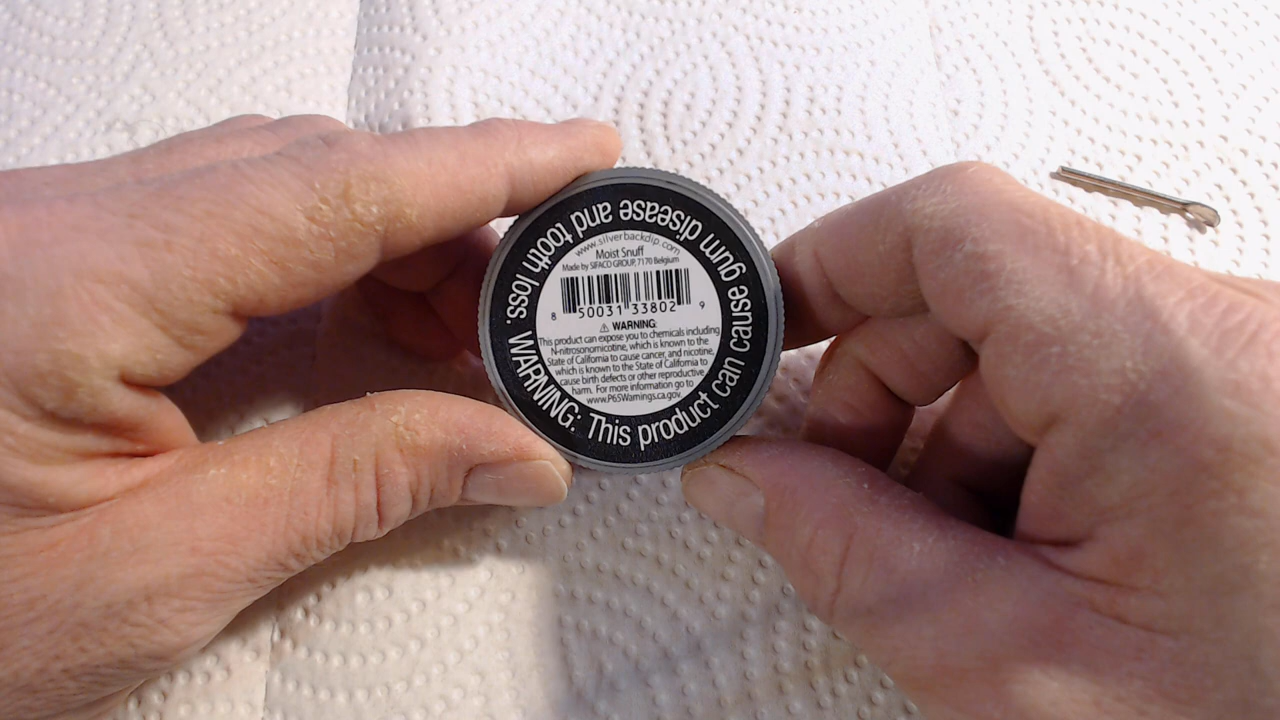 WARNING: This product can cause gum disease and tooth loss.
www.silverbackdip.com
Moist Snuff
Made by SIFACO GROUP, 7170 Belgium
8 50031 33802 9
⚠ WARNING:
This product can expose you to chemicals including
N-nitrosonornicotine, which is known to the
State of California to cause cancer, and nicotine,
which is known to the State of California to
cause birth defects or other reproductive
harm. For more information go to
www.P65Warnings.ca.gov.